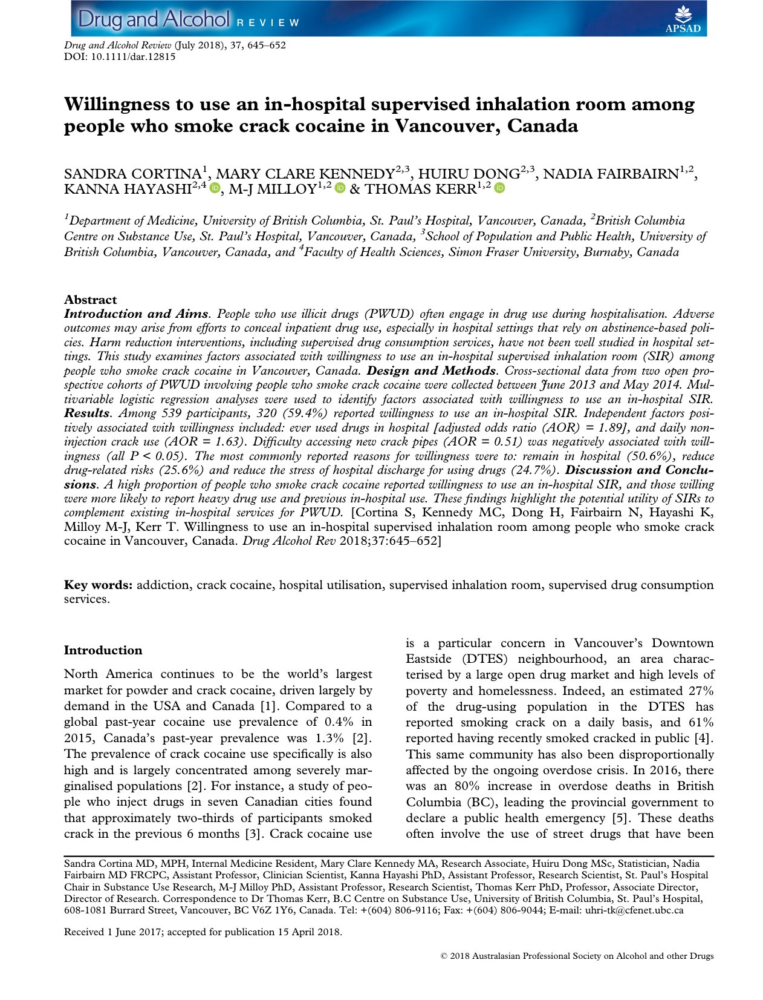 Drug and Alcohol REVIEW
APSAD
Drug and Alcohol Review (July 2018), 37, 645–652
DOI: 10.1111/dar.12815
Willingness to use an in-hospital supervised inhalation room among
people who smoke crack cocaine in Vancouver, Canada
SANDRA CORTINA1, MARY CLARE KENNEDY2,3, HUIRU DONG2,3, NADIA FAIRBAIRN1,2,
KANNA HAYASHI2,4 iD, M-J MILLOY1,2 iD & THOMAS KERR1,2 iD
1Department of Medicine, University of British Columbia, St. Paul's Hospital, Vancouver, Canada, 2British Columbia
Centre on Substance Use, St. Paul's Hospital, Vancouver, Canada, 3School of Population and Public Health, University of
British Columbia, Vancouver, Canada, and 4Faculty of Health Sciences, Simon Fraser University, Burnaby, Canada
Abstract
Introduction and Aims. People who use illicit drugs (PWUD) often engage in drug use during hospitalisation. Adverse
outcomes may arise from efforts to conceal inpatient drug use, especially in hospital settings that rely on abstinence-based poli-
cies. Harm reduction interventions, including supervised drug consumption services, have not been well studied in hospital set-
tings. This study examines factors associated with willingness to use an in-hospital supervised inhalation room (SIR) among
people who smoke crack cocaine in Vancouver, Canada. Design and Methods. Cross-sectional data from two open pro-
spective cohorts of PWUD involving people who smoke crack cocaine were collected between June 2013 and May 2014. Mul-
tivariable logistic regression analyses were used to identify factors associated with willingness to use an in-hospital SIR.
Results. Among 539 participants, 320 (59.4%) reported willingness to use an in-hospital SIR. Independent factors posi-
tively associated with willingness included: ever used drugs in hospital [adjusted odds ratio (AOR) = 1.89], and daily non-
injection crack use (AOR = 1.63). Difficulty accessing new crack pipes (AOR = 0.51) was negatively associated with will-
ingness (all P < 0.05). The most commonly reported reasons for willingness were to: remain in hospital (50.6%), reduce
drug-related risks (25.6%) and reduce the stress of hospital discharge for using drugs (24.7%). Discussion and Conclu-
sions. A high proportion of people who smoke crack cocaine reported willingness to use an in-hospital SIR, and those willing
were more likely to report heavy drug use and previous in-hospital use. These findings highlight the potential utility of SIRs to
complement existing in-hospital services for PWUD. [Cortina S, Kennedy MC, Dong H, Fairbairn N, Hayashi K,
Milloy M-J, Kerr T. Willingness to use an in-hospital supervised inhalation room among people who smoke crack
cocaine in Vancouver, Canada. Drug Alcohol Rev 2018;37:645–652]
Key words: addiction, crack cocaine, hospital utilisation, supervised inhalation room, supervised drug consumption
services.
Introduction
North America continues to be the world's largest
market for powder and crack cocaine, driven largely by
demand in the USA and Canada [1]. Compared to a
global past-year cocaine use prevalence of 0.4% in
2015, Canada's past-year prevalence was 1.3% [2].
The prevalence of crack cocaine use specifically is also
high and is largely concentrated among severely mar-
ginalised populations [2]. For instance, a study of peo-
ple who inject drugs in seven Canadian cities found
that approximately two-thirds of participants smoked
crack in the previous 6 months [3]. Crack cocaine use
is a particular concern in Vancouver's Downtown
Eastside (DTES) neighbourhood, an area charac-
terised by a large open drug market and high levels of
poverty and homelessness. Indeed, an estimated 27%
of the drug-using population in the DTES has
reported smoking crack on a daily basis, and 61%
reported having recently smoked cracked in public [4].
This same community has also been disproportionally
affected by the ongoing overdose crisis. In 2016, there
was an 80% increase in overdose deaths in British
Columbia (BC), leading the provincial government to
declare a public health emergency [5]. These deaths
often involve the use of street drugs that have been
Sandra Cortina MD, MPH, Internal Medicine Resident, Mary Clare Kennedy MA, Research Associate, Huiru Dong MSc, Statistician, Nadia
Fairbairn MD FRCPC, Assistant Professor, Clinician Scientist, Kanna Hayashi PhD, Assistant Professor, Research Scientist, St. Paul's Hospital
Chair in Substance Use Research, M-J Milloy PhD, Assistant Professor, Research Scientist, Thomas Kerr PhD, Professor, Associate Director,
Director of Research. Correspondence to Dr Thomas Kerr, B.C Centre on Substance Use, University of British Columbia, St. Paul's Hospital,
608-1081 Burrard Street, Vancouver, BC V6Z 1Y6, Canada. Tel: +(604) 806-9116; Fax: +(604) 806-9044; E-mail: uhri-tk@cfenet.ubc.ca
Received 1 June 2017; accepted for publication 15 April 2018.
© 2018 Australasian Professional Society on Alcohol and other Drugs